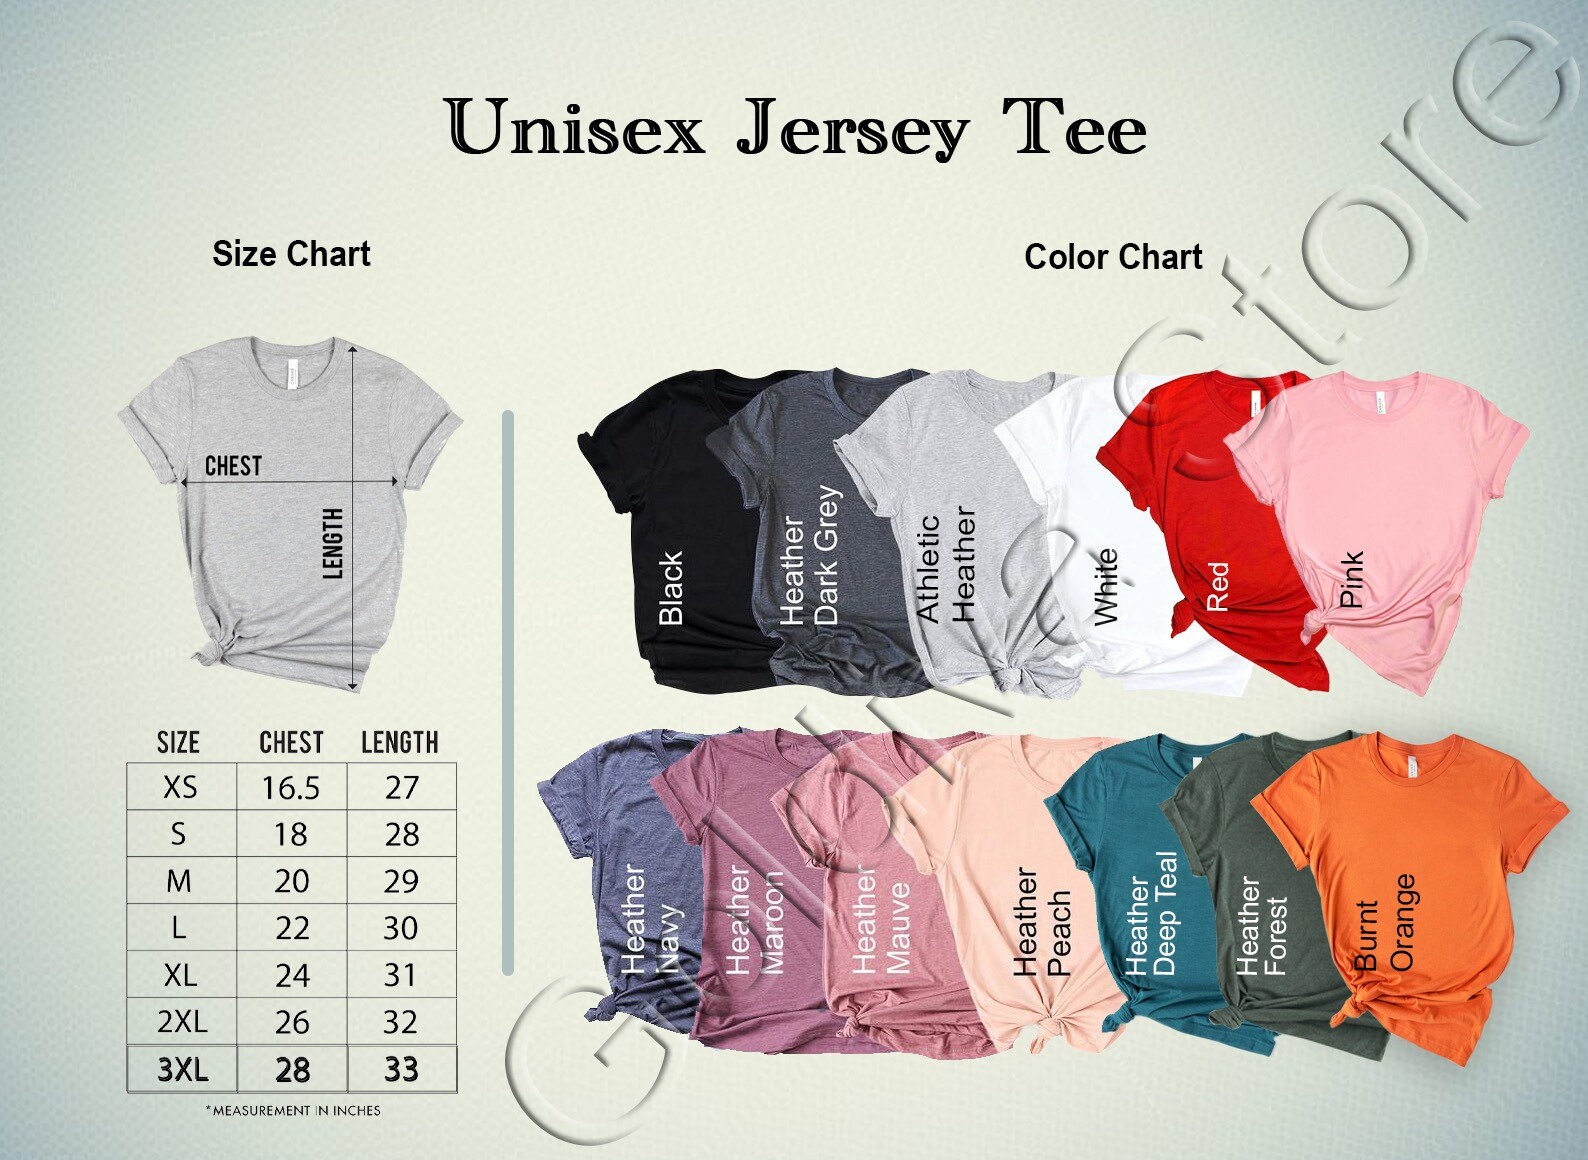 Unisex Jersey Tee
Size Chart
Color Chart
CHEST
LENGTH
SIZE CHEST LENGTH
XS 16.5 27
S 18 28
M 20 29
L 22 30
XL 24 31
2XL 26 32
3XL 28 33
*MEASUREMENT IN INCHES
Black
Heather
Dark Grey
Athletic
Heather
White
Red
Pink
Heather
Navy
Heather
Maroon
Heather
Mauve
Heather
Peach
Heather
Deep Teal
Heather
Forest
Burnt
Orange
Store